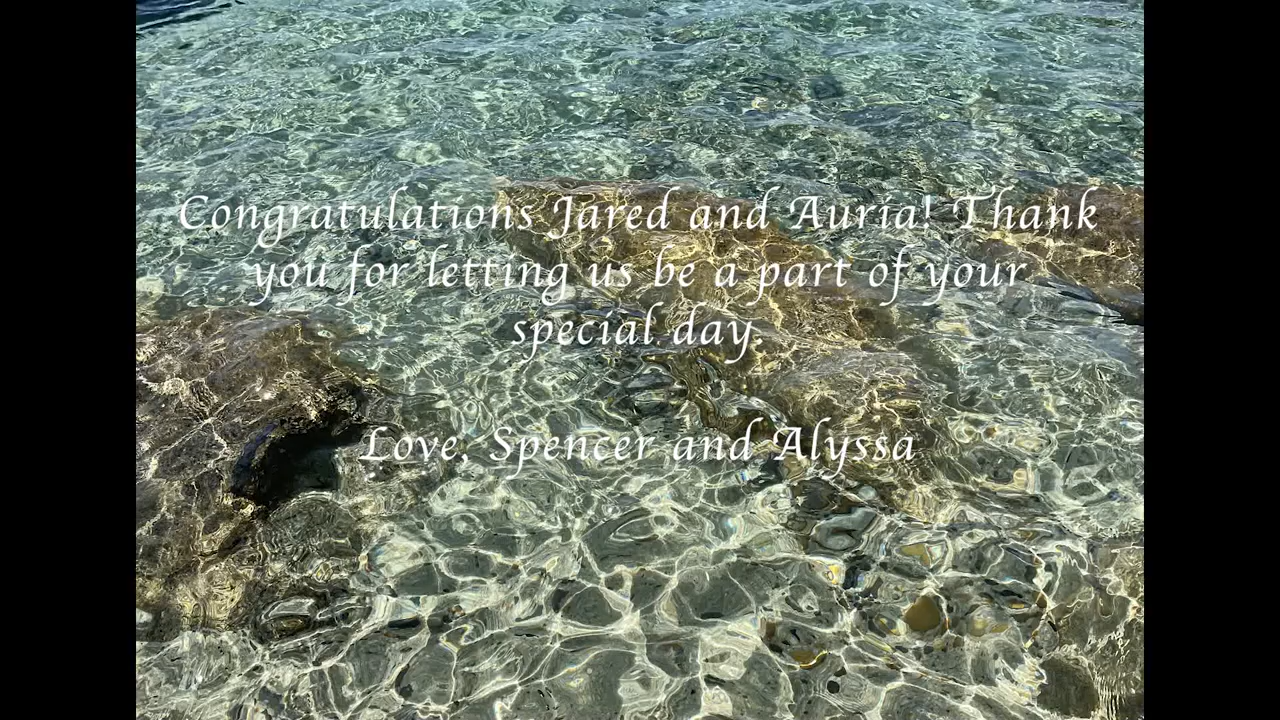 Congratulations Jared and Auria! Thank
you for letting us be a part of your
special day.
Love, Spencer and Alyssa